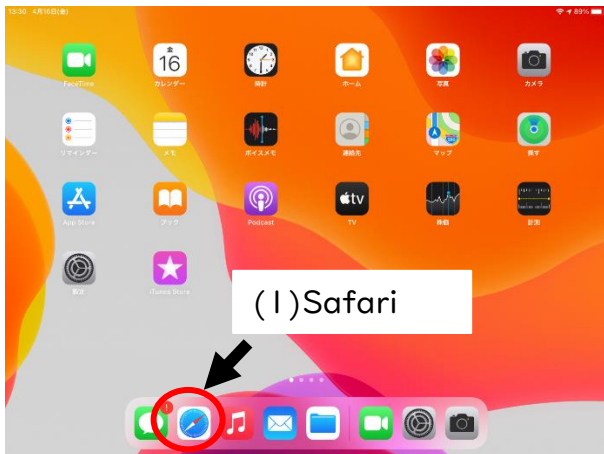 13:30 4月16日(金)
89%
金
16
FaceTime
カレンダー
時計
ホーム
写真
カメラ
リマインダー
メモ
ボイスメモ
連絡先
マップ
探す
tv
App Store
ブック
Podcast
TV
株価
計測
設定
iTunes Store
(1)Safari
!